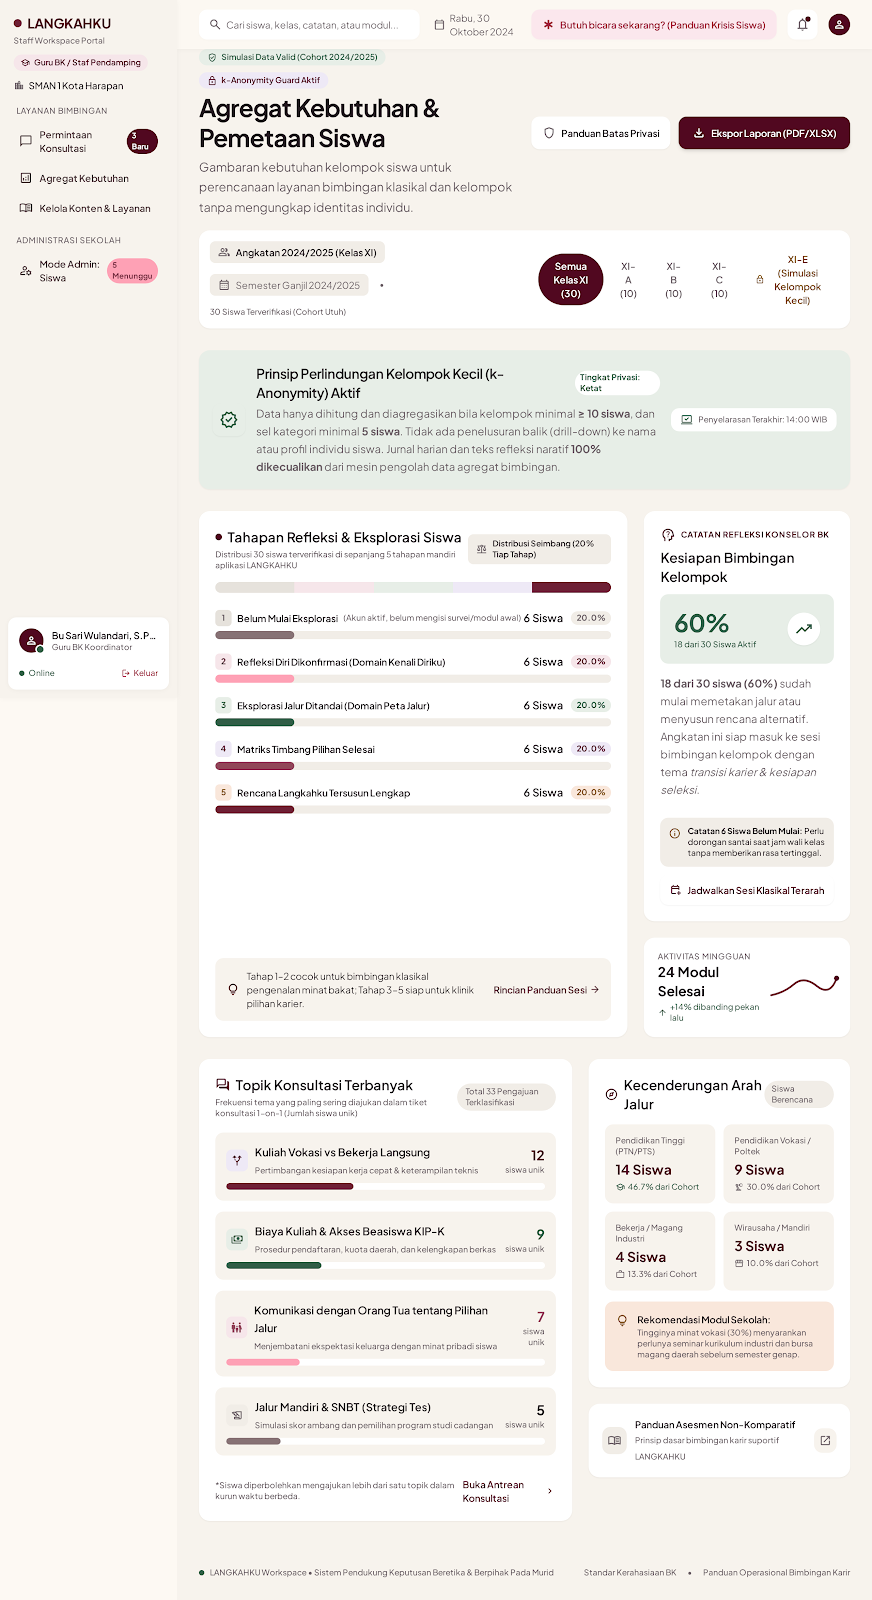 LANGKAHKU
Staff Workspace Portal
Guru BK / Staf Pendamping
SMAN 1 Kota Harapan
LAYANAN BIMBINGAN
Permintaan
Konsultasi
3
Baru
Agregat Kebutuhan
Kelola Konten & Layanan
ADMINISTRASI SEKOLAH
Mode Admin:
Siswa
5
Menunggu
Bu Sari Wulandari, S.P...
Guru BK Koordinator
Online
Keluar
Cari siswa, kelas, catatan, atau modul...
Rabu, 30
Oktober 2024
Butuh bicara sekarang? (Panduan Krisis Siswa)
Simulasi Data Valid (Cohort 2024/2025)
k-Anonymity Guard Aktif
Agregat Kebutuhan &
Pemetaan Siswa
Gambaran kebutuhan kelompok siswa untuk
perencanaan layanan bimbingan klasikal dan kelompok
tanpa mengungkap identitas individu.
Panduan Batas Privasi
Ekspor Laporan (PDF/XLSX)
Angkatan 2024/2025 (Kelas XI)
Semester Ganjil 2024/2025 •
30 Siswa Terverifikasi (Cohort Utuh)
Semua
Kelas XI
(30)
XI-
A
(10)
XI-
B
(10)
XI-
C
(10)
XI-E
(Simulasi
Kelompok
Kecil)
Prinsip Perlindungan Kelompok Kecil (k-
Anonymity) Aktif
Tingkat Privasi:
Ketat
Data hanya dihitung dan diagregasikan bila kelompok minimal ≥ 10 siswa, dan
sel kategori minimal 5 siswa. Tidak ada penelusuran balik (drill-down) ke nama
atau profil individu siswa. Jurnal harian dan teks refleksi naratif 100%
dikecualikan dari mesin pengolah data agregat bimbingan.
Penyelarasan Terakhir: 14:00 WIB
Tahapan Refleksi & Eksplorasi Siswa
Distribusi 30 siswa terverifikasi di sepanjang 5 tahapan mandiri
aplikasi LANGKAHKU
Distribusi Seimbang (20%
Tiap Tahap)
1 Belum Mulai Eksplorasi (Akun aktif, belum mengisi survei/modul awal) 6 Siswa 20.0%
2 Refleksi Diri Dikonfirmasi (Domain Kenali Diriku) 6 Siswa 20.0%
3 Eksplorasi Jalur Ditandai (Domain Peta Jalur) 6 Siswa 20.0%
4 Matriks Timbang Pilihan Selesai 6 Siswa 20.0%
5 Rencana Langkahku Tersusun Lengkap 6 Siswa 20.0%
Tahap 1–2 cocok untuk bimbingan klasikal
pengenalan minat bakat; Tahap 3–5 siap untuk klinik
pilihan karier.
Rincian Panduan Sesi →
CATATAN REFLEKSI KONSELOR BK
Kesiapan Bimbingan
Kelompok
60%
18 dari 30 Siswa Aktif
18 dari 30 siswa (60%) sudah
mulai memetakan jalur atau
menyusun rencana alternatif.
Angkatan ini siap masuk ke sesi
bimbingan kelompok dengan
tema transisi karier & kesiapan
seleksi.
Catatan 6 Siswa Belum Mulai: Perlu
dorongan santai saat jam wali kelas
tanpa memberikan rasa tertinggal.
Jadwalkan Sesi Klasikal Terarah
AKTIVITAS MINGGUAN
24 Modul
Selesai
+14% dibanding pekan
lalu
Topik Konsultasi Terbanyak
Frekuensi tema yang paling sering diajukan dalam tiket
konsultasi 1-on-1 (Jumlah siswa unik)
Total 33 Pengajuan
Terklasifikasi
Kuliah Vokasi vs Bekerja Langsung 12
Pertimbangan kesiapan kerja cepat & keterampilan teknis siswa unik
Biaya Kuliah & Akses Beasiswa KIP-K 9
Prosedur pendaftaran, kuota daerah, dan kelengkapan berkas siswa unik
Komunikasi dengan Orang Tua tentang Pilihan
Jalur
Menjembatani ekspektasi keluarga dengan minat pribadi siswa
7
siswa
unik
Jalur Mandiri & SNBT (Strategi Tes) 5
Simulasi skor ambang dan pemilihan program studi cadangan siswa unik
*Siswa diperbolehkan mengajukan lebih dari satu topik dalam
kurun waktu berbeda.
Buka Antrean
Konsultasi
Kecenderungan Arah
Jalur
Siswa
Berencana
Pendidikan Tinggi
(PTN/PTS)
14 Siswa
46.7% dari Cohort
Pendidikan Vokasi /
Poltek
9 Siswa
30.0% dari Cohort
Bekerja / Magang
Industri
4 Siswa
13.3% dari Cohort
Wirausaha / Mandiri
3 Siswa
10.0% dari Cohort
Rekomendasi Modul Sekolah:
Tingginya minat vokasi (30%) menyarankan
perlunya seminar kurikulum industri dan bursa
magang daerah sebelum semester genap.
Panduan Asesmen Non-Komparatif
Prinsip dasar bimbingan karir suportif
LANGKAHKU
LANGKAHKU Workspace • Sistem Pendukung Keputusan Beretika & Berpihak Pada Murid
Standar Kerahasiaan BK • Panduan Operasional Bimbingan Karir